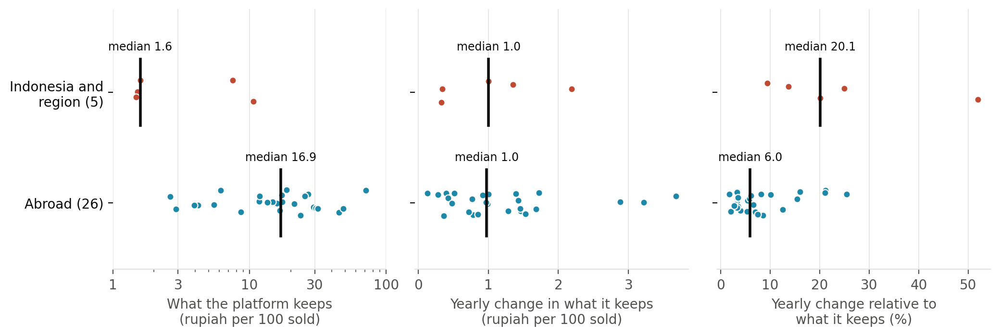 median 1.6
median 1.0
median 20.1
Indonesia and
region (5)
median 16.9
median 1.0
median 6.0
Abroad (26)
1
3
10
30
100
0
1
2
3
0
10
20
30
40
50
What the platform keeps
(rupiah per 100 sold)
Yearly change in what it keeps
(rupiah per 100 sold)
Yearly change relative to
what it keeps (%)